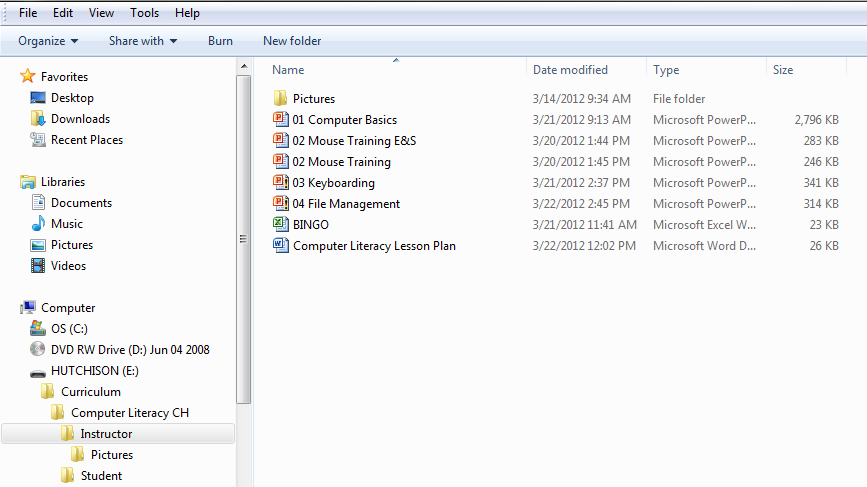 File Edit View Tools Help
Organize Share with Burn New folder
Favorites
Desktop
Downloads
Recent Places
Libraries
Documents
Music
Pictures
Videos
Computer
OS (C:)
DVD RW Drive (D:) Jun 04 2008
HUTCHISON (E:)
Curriculum
Computer Literacy CH
Instructor
Pictures
Student
Name Date modified Type Size
Pictures 3/14/2012 9:34 AM File folder
01 Computer Basics 3/21/2012 9:13 AM Microsoft PowerP... 2,796 KB
02 Mouse Training E&S 3/20/2012 1:44 PM Microsoft PowerP... 283 KB
02 Mouse Training 3/20/2012 1:45 PM Microsoft PowerP... 246 KB
03 Keyboarding 3/21/2012 2:37 PM Microsoft PowerP... 341 KB
04 File Management 3/22/2012 2:45 PM Microsoft PowerP... 314 KB
BINGO 3/21/2012 11:41 AM Microsoft Excel W... 23 KB
Computer Literacy Lesson Plan 3/22/2012 12:02 PM Microsoft Word D... 26 KB